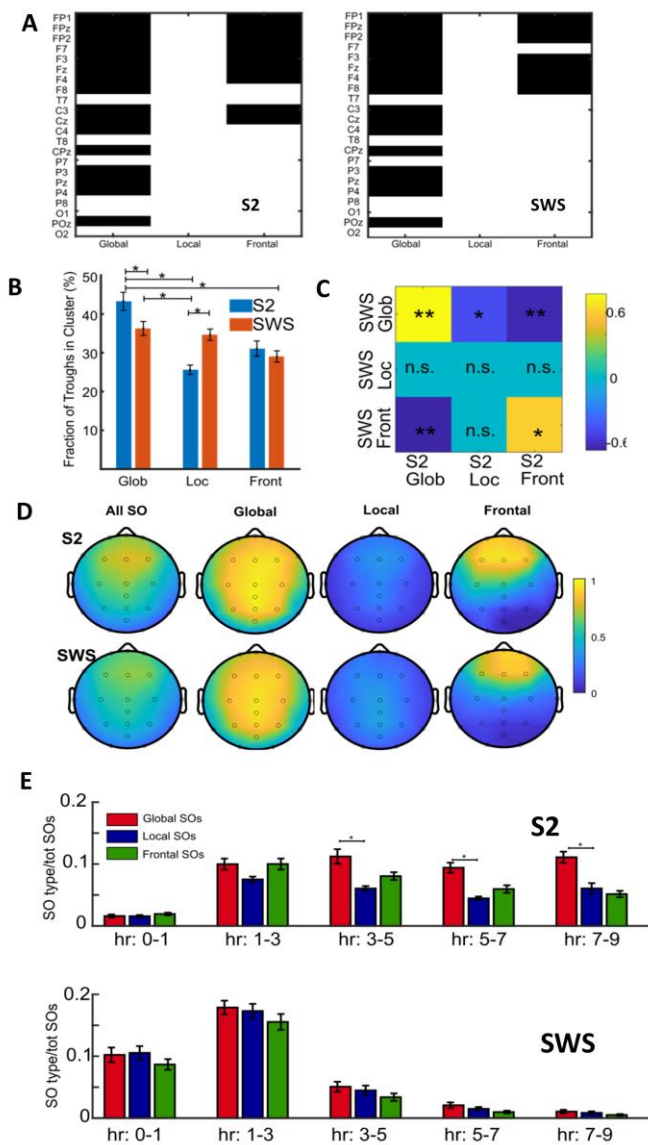 A
FP1
FPz
FP2
F7
F3
Fz
F4
F8
T7
C3
Cz
C4
T8
CPz
P7
P3
Pz
P4
P8
O1
POz
O2
S2
Global Local Frontal
FP1
FPz
FP2
F7
F3
Fz
F4
F8
T7
C3
Cz
C4
T8
CPz
P7
P3
Pz
P4
P8
O1
POz
O2
SWS
Global Local Frontal
B
Fraction of Troughs in Cluster (%)
40
30
20
10
* * * * *
S2
SWS
Glob Loc Front
C
SWS Glob
SWS Loc
SWS Front
** * **
n.s. n.s. n.s.
** n.s. *
S2 Glob
S2 Loc
S2 Front
0.6
0
-0.6
D
All SO Global Local Frontal
S2
SWS
1
0.5
0
E
SO type/tot SOs
0.2
0.1
0
Global SOs
Local SOs
Frontal SOs
S2
* * *
hr: 0-1 hr: 1-3 hr: 3-5 hr: 5-7 hr: 7-9
SO type/tot SOs
0.2
0.1
0
SWS
hr: 0-1 hr: 1-3 hr: 3-5 hr: 5-7 hr: 7-9